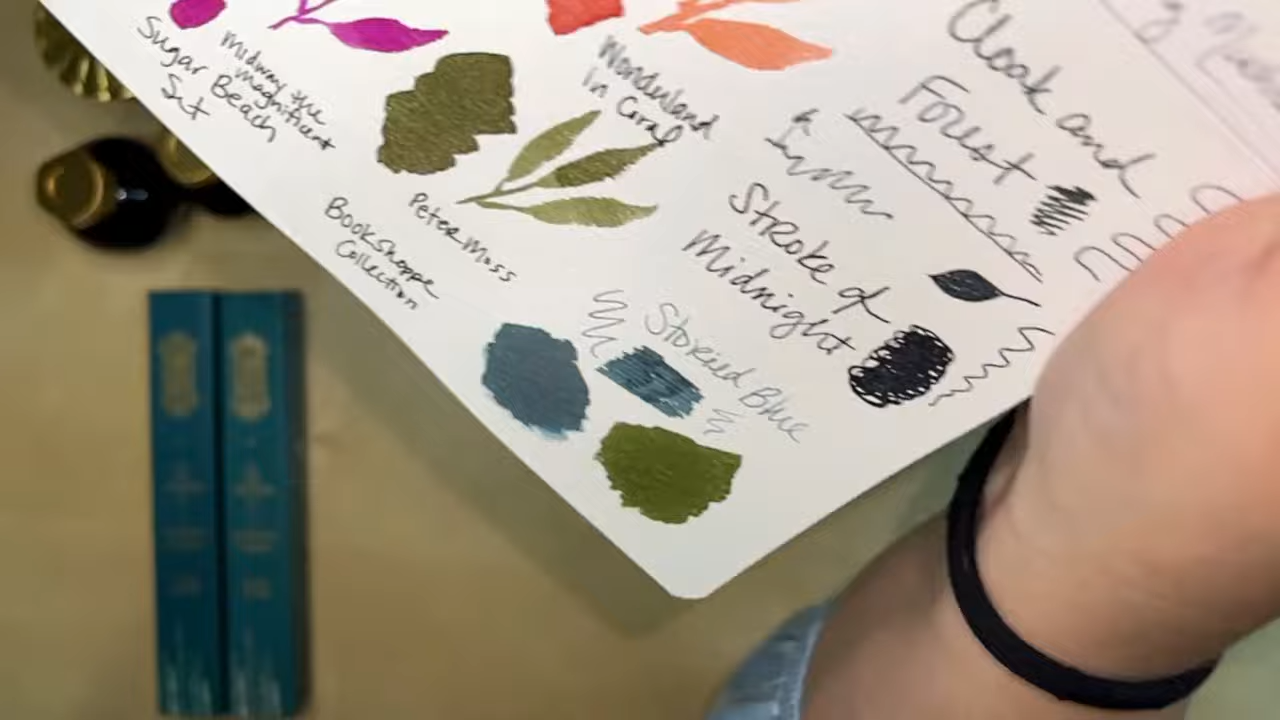 Sugar Beach
Set
Midway the
magnificent
Wonderland
in Coral
Peter Moss
BookShoppe
Collection
Cloak and
Forest
Stroke of
Midnight
Storied Blue